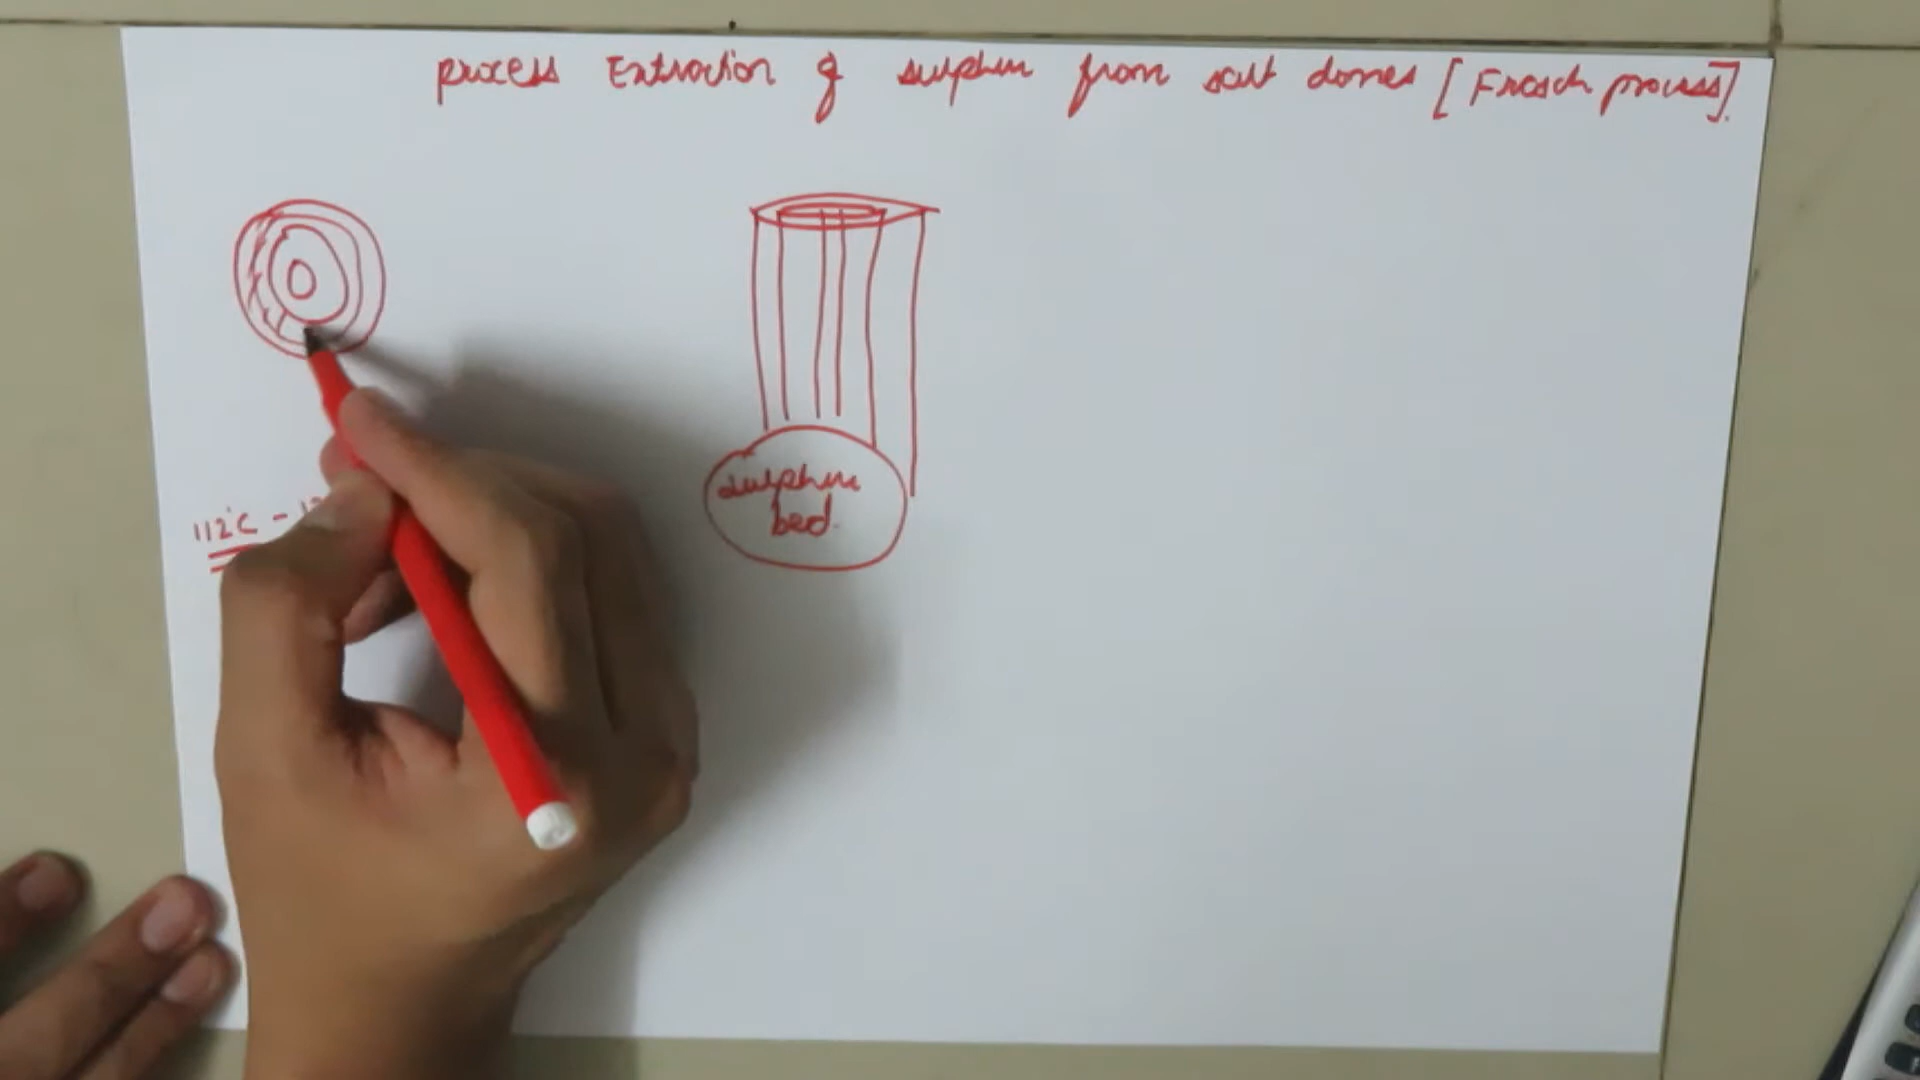 process Extraction of sulphur from salt domes [Frasch process].
sulphur
bed.
112°C -